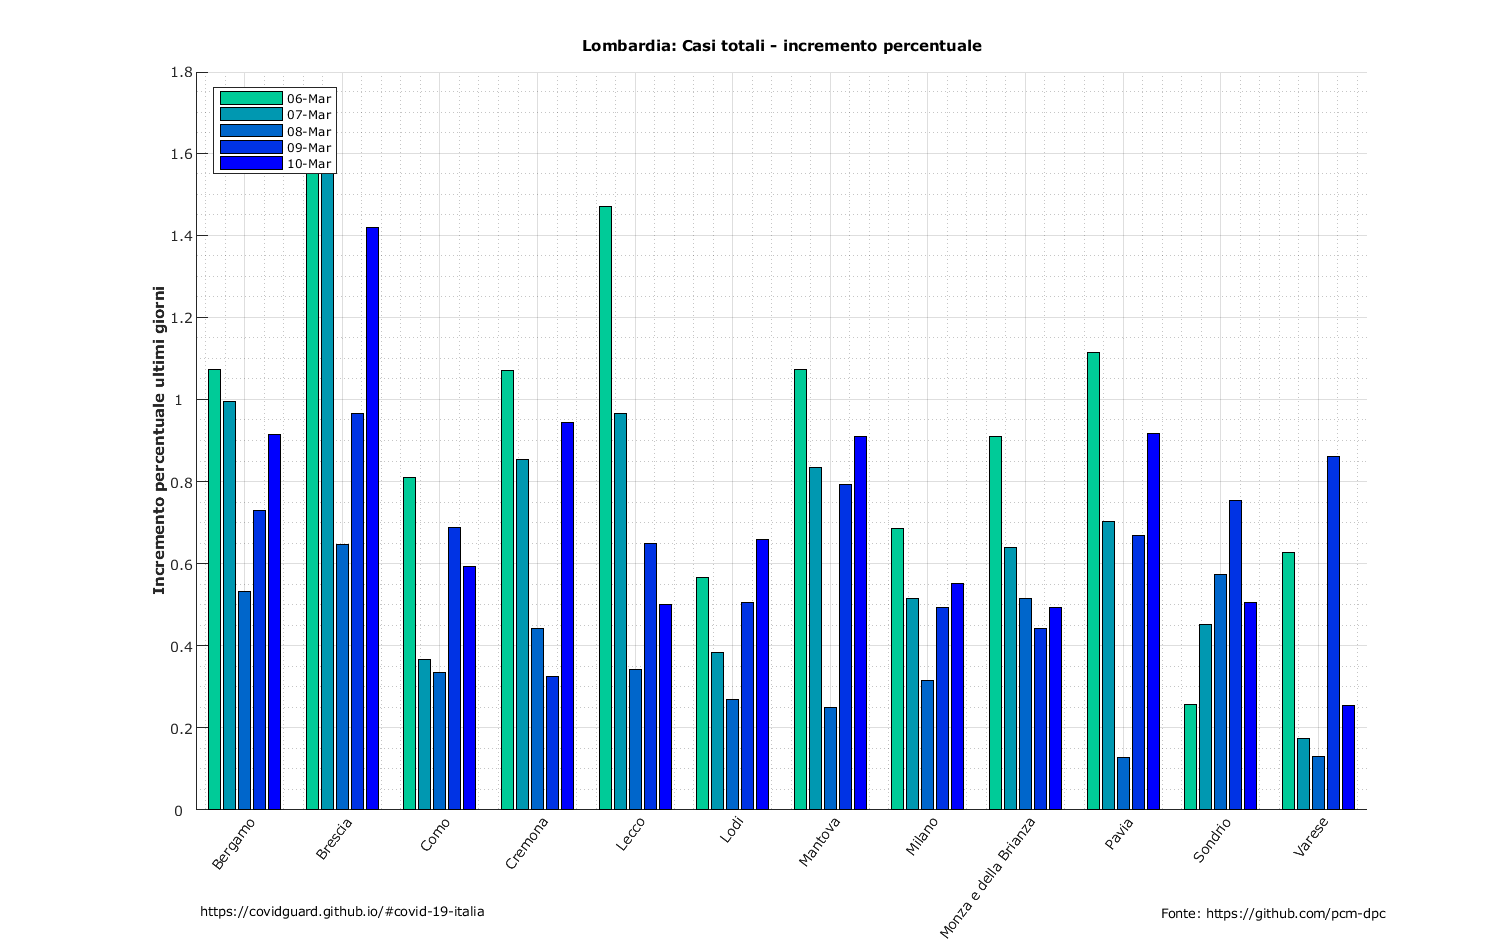 Lombardia: Casi totali - incremento percentuale
1.8
1.6
1.4
1.2
1
0.8
0.6
0.4
0.2
0
Incremento percentuale ultimi giorni
06-Mar
07-Mar
08-Mar
09-Mar
10-Mar
Bergamo
Brescia
Como
Cremona
Lecco
Lodi
Mantova
Milano
Monza e della Brianza
Pavia
Sondrio
Varese
https://covidguard.github.io/#covid-19-italia
Fonte: https://github.com/pcm-dpc